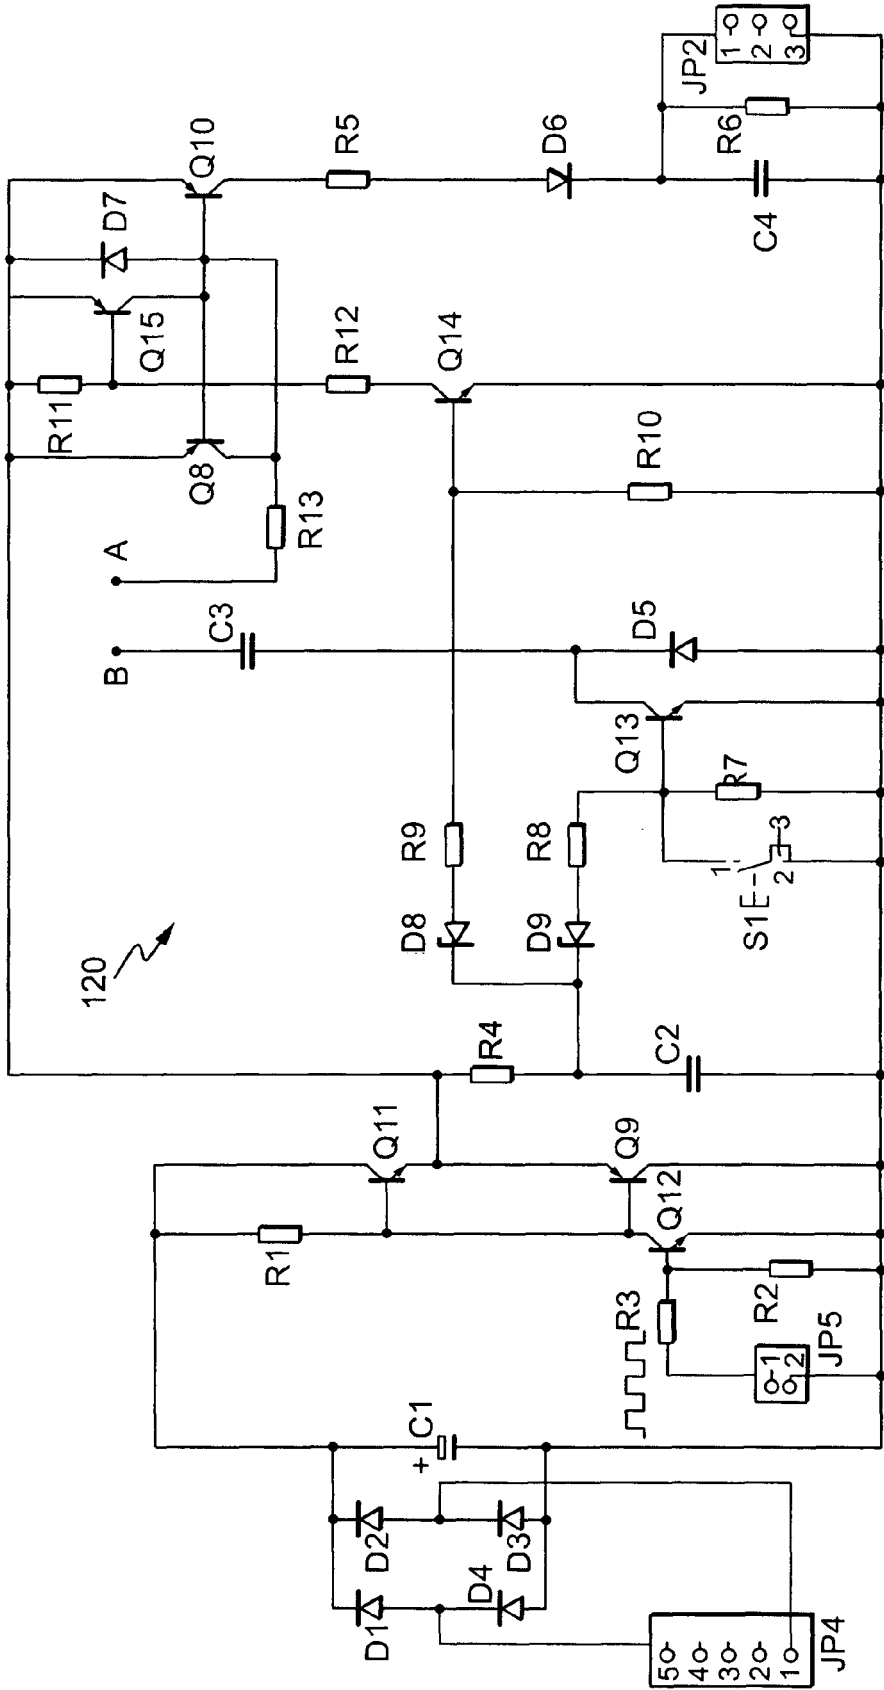 120
JP4
5
4
3
2
1
D1
D2
D4
D3
+
C1
R1
R3
JP5
1
2
R2
Q12
Q11
Q9
R4
C2
D8
D9
R9
R8
S1
1
2
3
R7
Q13
D5
B
A
C3
R13
R10
Q8
R11
Q15
R12
Q14
D7
Q10
R5
D6
C4
R6
JP2
1
2
3